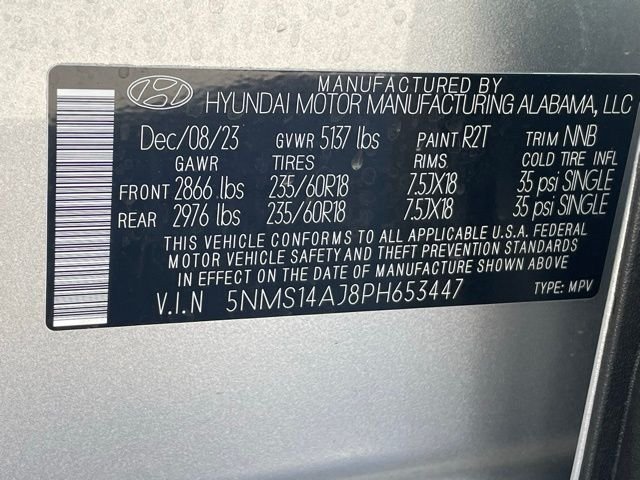 MANUFACTURED BY
HYUNDAI MOTOR MANUFACTURING ALABAMA, LLC
Dec/08/23 GVWR 5137 lbs PAINT R2T TRIM NNB
GAWR TIRES RIMS COLD TIRE INFL
FRONT 2866 lbs 235/60R18 7.5JX18 35 psi SINGLE
REAR 2976 lbs 235/60R18 7.5JX18 35 psi SINGLE
THIS VEHICLE CONFORMS TO ALL APPLICABLE U.S.A. FEDERAL
MOTOR VEHICLE SAFETY AND THEFT PREVENTION STANDARDS
IN EFFECT ON THE DATE OF MANUFACTURE SHOWN ABOVE
V.I.N 5NMS14AJ8PH653447 TYPE: MPV